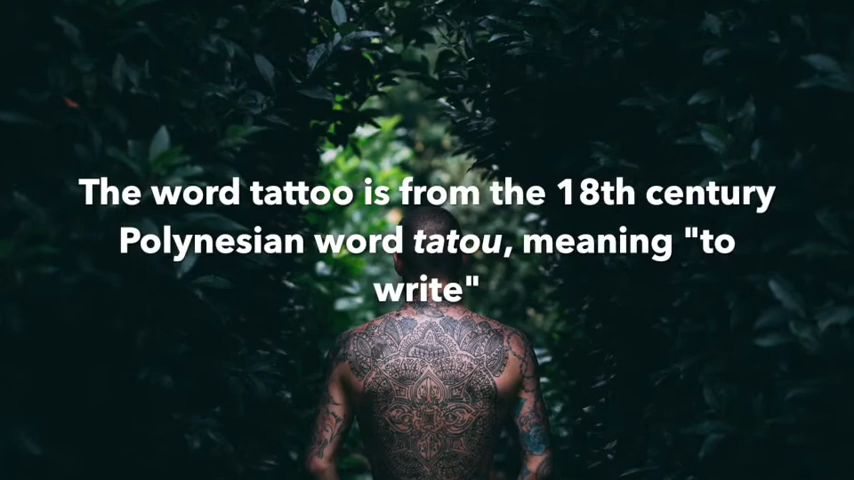 The word tattoo is from the 18th century
Polynesian word tatou, meaning "to
write"